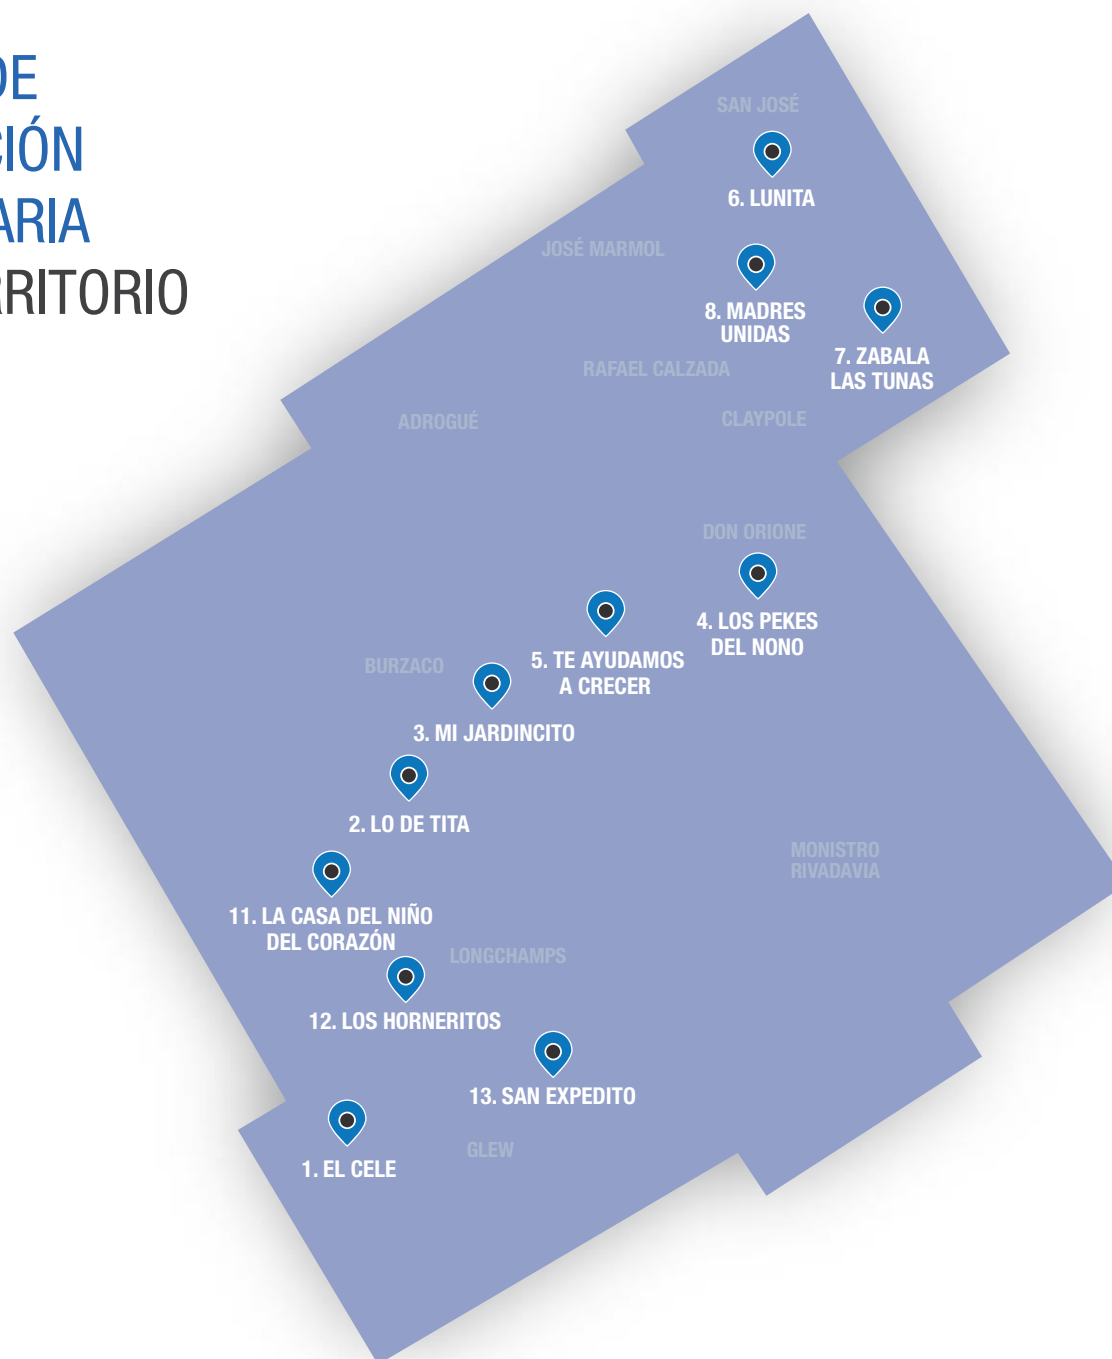 DE
CIÓN
ARIA
RRITORIO
SAN JOSÉ
6. LUNITA
JOSÉ MARMOL
8. MADRES
UNIDAS
7. ZABALA
LAS TUNAS
RAFAEL CALZADA
ADROGUÉ
CLAYPOLE
DON ORIONE
4. LOS PEKES
DEL NONO
5. TE AYUDAMOS
A CRECER
BURZACO
3. MI JARDINCITO
2. LO DE TITA
MONISTRO
RIVADAVIA
11. LA CASA DEL NIÑO
DEL CORAZÓN
LONGCHAMPS
12. LOS HORNERITOS
13. SAN EXPEDITO
GLEW
1. EL CELE